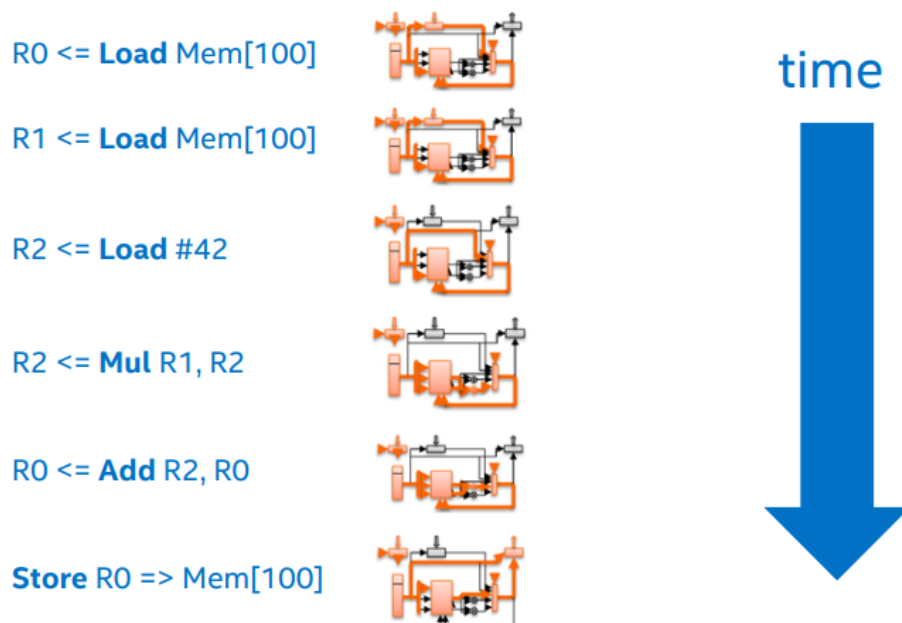 R0 <= Load Mem[100]
time
R1 <= Load Mem[100]
R2 <= Load #42
R2 <= Mul R1, R2
R0 <= Add R2, R0
Store R0 => Mem[100]